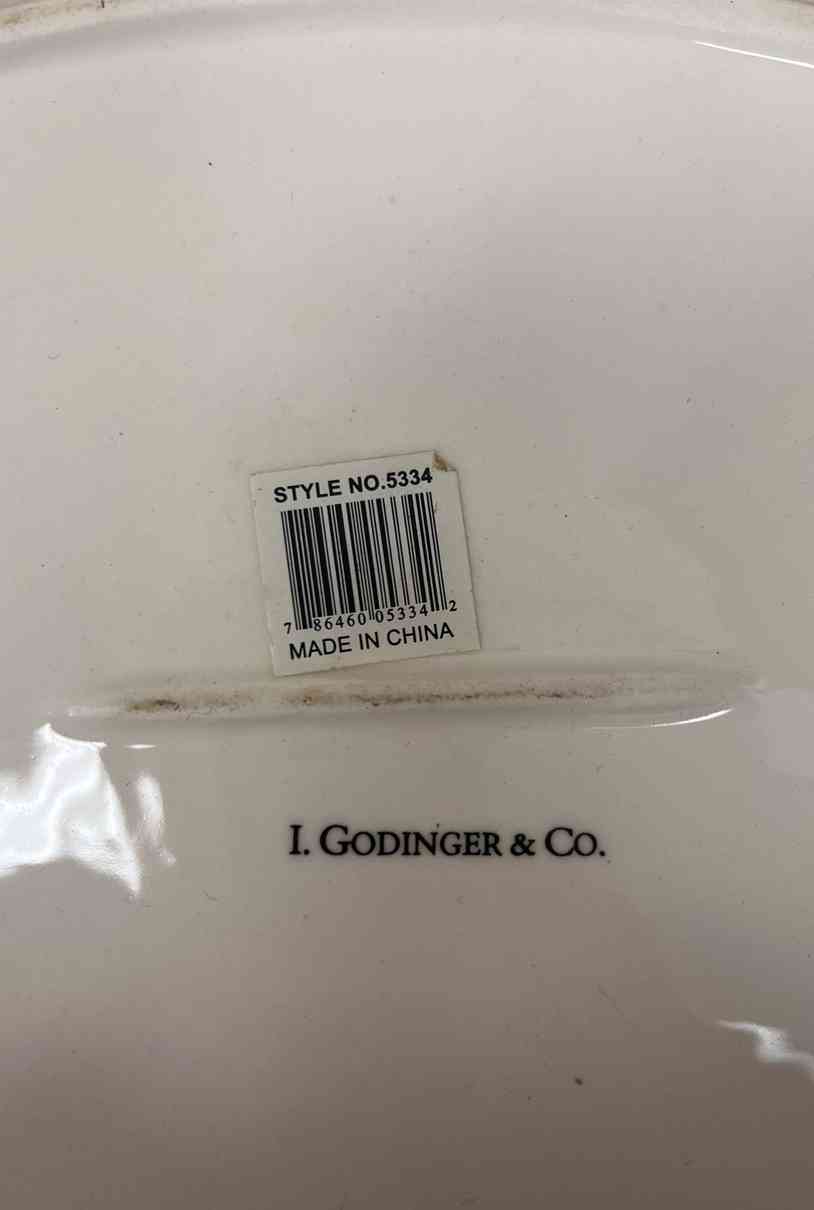 STYLE NO.5334
7 86460 05334 2
MADE IN CHINA
I. GODINGER & CO.